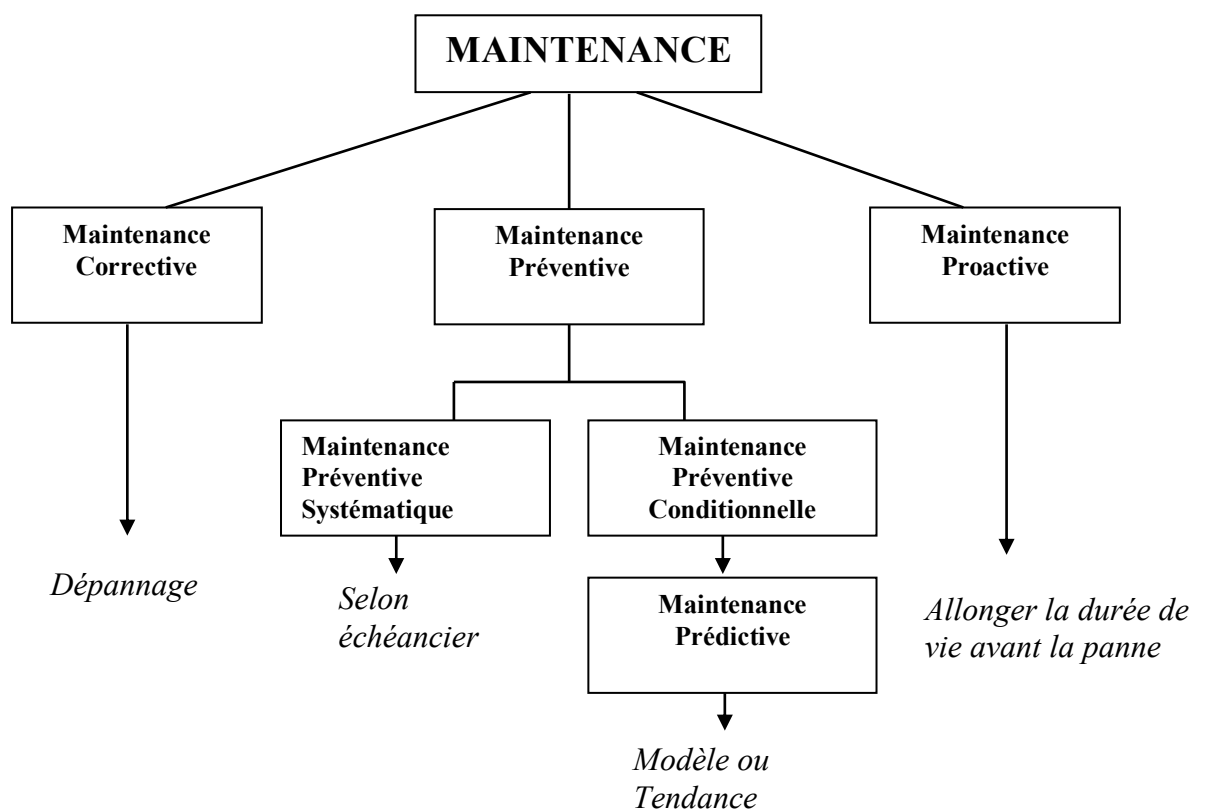 MAINTENANCE
Maintenance
Corrective
Maintenance
Préventive
Maintenance
Proactive
Maintenance
Préventive
Systématique
Maintenance
Préventive
Conditionnelle
Dépannage
Selon
échéancier
Maintenance
Prédictive
Allonger la durée de
vie avant la panne
Modèle ou
Tendance